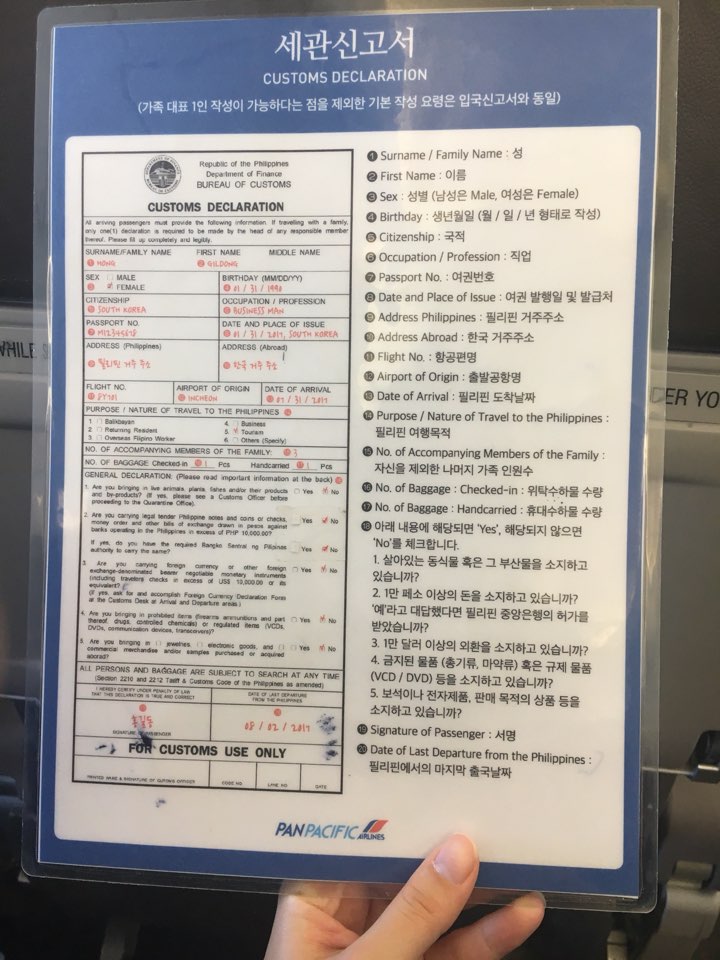 세관신고서
CUSTOMS DECLARATION
(가족 대표 1인 작성이 가능하다는 점을 제외한 기본 작성 요령은 입국신고서와 동일)
Republic of the Philippines
Department of Finance
BUREAU OF CUSTOMS
CUSTOMS DECLARATION
All arriving passengers must provide the following information. If travelling with a family,
only one(1) declaration is required to be made by the head of any responsible member
thereof. Please fill up completely and legibly.
SURNAME/FAMILY NAME FIRST NAME MIDDLE NAME
1 HONG 2 GILDONG
SEX MALE BIRTHDAY (MM/DD/YY)
3 FEMALE 4 01 / 31 / 1990
CITIZENSHIP OCCUPATION / PROFESSION
SOUTH KOREA BUSINESS MAN
PASSPORT NO. DATE AND PLACE OF ISSUE
M12345678 01 / 31 / 2017, SOUTH KOREA
ADDRESS (Philippines) ADDRESS (Abroad)
필리핀 거주 주소 한국 거주 주소
FLIGHT NO. AIRPORT OF ORIGIN DATE OF ARRIVAL
8Y701 INCHEON 07 / 31 / 2017
PURPOSE / NATURE OF TRAVEL TO THE PHILIPPINES 14
1 Balikbayan 4. Business
2 Returning Resident 5. Tourism
3 Overseas Filipino Worker 6. Others (Specify)
NO. OF ACCOMPANYING MEMBERS OF THE FAMILY: 3
NO. OF BAGGAGE Checked-in 1 Pcs Handcarried 1 Pcs
GENERAL DECLARATION: (Please read important information at the back) 18
1. Are you bringing in live animals, plants, fishes and/or their products
and by-products? (If yes, please see a Customs Officer before
proceeding to the Quarantine Office). Yes No
2. Are you carrying legal tender Philippine notes and coins or checks,
money order and other bills of exchange drawn in pesos against
banks operating in the Philippines in excess of PHP 10,000.00? Yes No
If yes, do you have the required Bangko Sentral ng Pilipinas
authority to carry the same? Yes No
3. Are you carrying foreign currency or other foreign
exchange-denominated bearer negotiable monetary instruments
(including travelers checks in excess of US$ 10,000.00 or its
equivalent? Yes No
(If yes. ask for and accomplish Foreign Currency Declaration Form
at the Customs Desk at Arrival and Departure areas.)
4. Are you bringing in prohibited items (firearms ammunitions and part
thereof, drugs, controlled chemicals) or regulated items (VCDs,
DVDs, communication devices, transceivers)? Yes No
5. Are you bringing in jewelries, electronic goods, and
commercial merchandise and/or samples purchased or acquired
abroad? Yes No
ALL PERSONS AND BAGGAGE ARE SUBJECT TO SEARCH AT ANY TIME
(Section 2210 and 2212 Tariff & Customs Code of the Philippines as amended)
I HEREBY CERTIFY UNDER PENALTY OF LAW
THAT THIS DECLARATION IS TRUE AND CORRECT
DATE OF LAST DEPARTURE
FROM THE PHILIPPINES
홍길동 08 / 02 / 2017
SIGNATURE OF PASSENGER
FOR CUSTOMS USE ONLY
PRINTED NAME & SIGNATURE OF CUSTOMS OFFICER CODE NO LANE NO DATE
1 Surname / Family Name : 성
2 First Name : 이름
3 Sex : 성별 (남성은 Male, 여성은 Female)
4 Birthday : 생년월일 (월 / 일 / 년 형태로 작성)
5 Citizenship : 국적
6 Occupation / Profession : 직업
7 Passport No. : 여권번호
8 Date and Place of Issue : 여권 발행일 및 발급처
9 Address Philippines : 필리핀 거주주소
10 Address Abroad : 한국 거주주소
11 Flight No. : 항공편명
12 Airport of Origin : 출발공항명
13 Date of Arrival : 필리핀 도착날짜
14 Purpose / Nature of Travel to the Philippines :
필리핀 여행목적
15 No. of Accompanying Members of the Family :
자신을 제외한 나머지 가족 인원수
16 No. of Baggage : Checked-in : 위탁수하물 수량
17 No. of Baggage : Handcarried : 휴대수하물 수량
18 아래 내용에 해당되면 'Yes', 해당되지 않으면
'No'를 체크합니다.
1. 살아있는 동식물 혹은 그 부산물을 소지하고
있습니까?
2. 1만 페소 이상의 돈을 소지하고 있습니까?
'예'라고 대답했다면 필리핀 중앙은행의 허가를
받았습니까?
3. 1만 달러 이상의 외환을 소지하고 있습니까?
4. 금지된 물품 (총기류, 마약류) 혹은 규제 물품
(VCD / DVD) 등을 소지하고 있습니까?
5. 보석이나 전자제품, 판매 목적의 상품 등을
소지하고 있습니까?
19 Signature of Passenger : 서명
20 Date of Last Departure from the Philippines :
필리핀에서의 마지막 출국날짜
PANPACIFIC AIRLINES
WHILE
YO